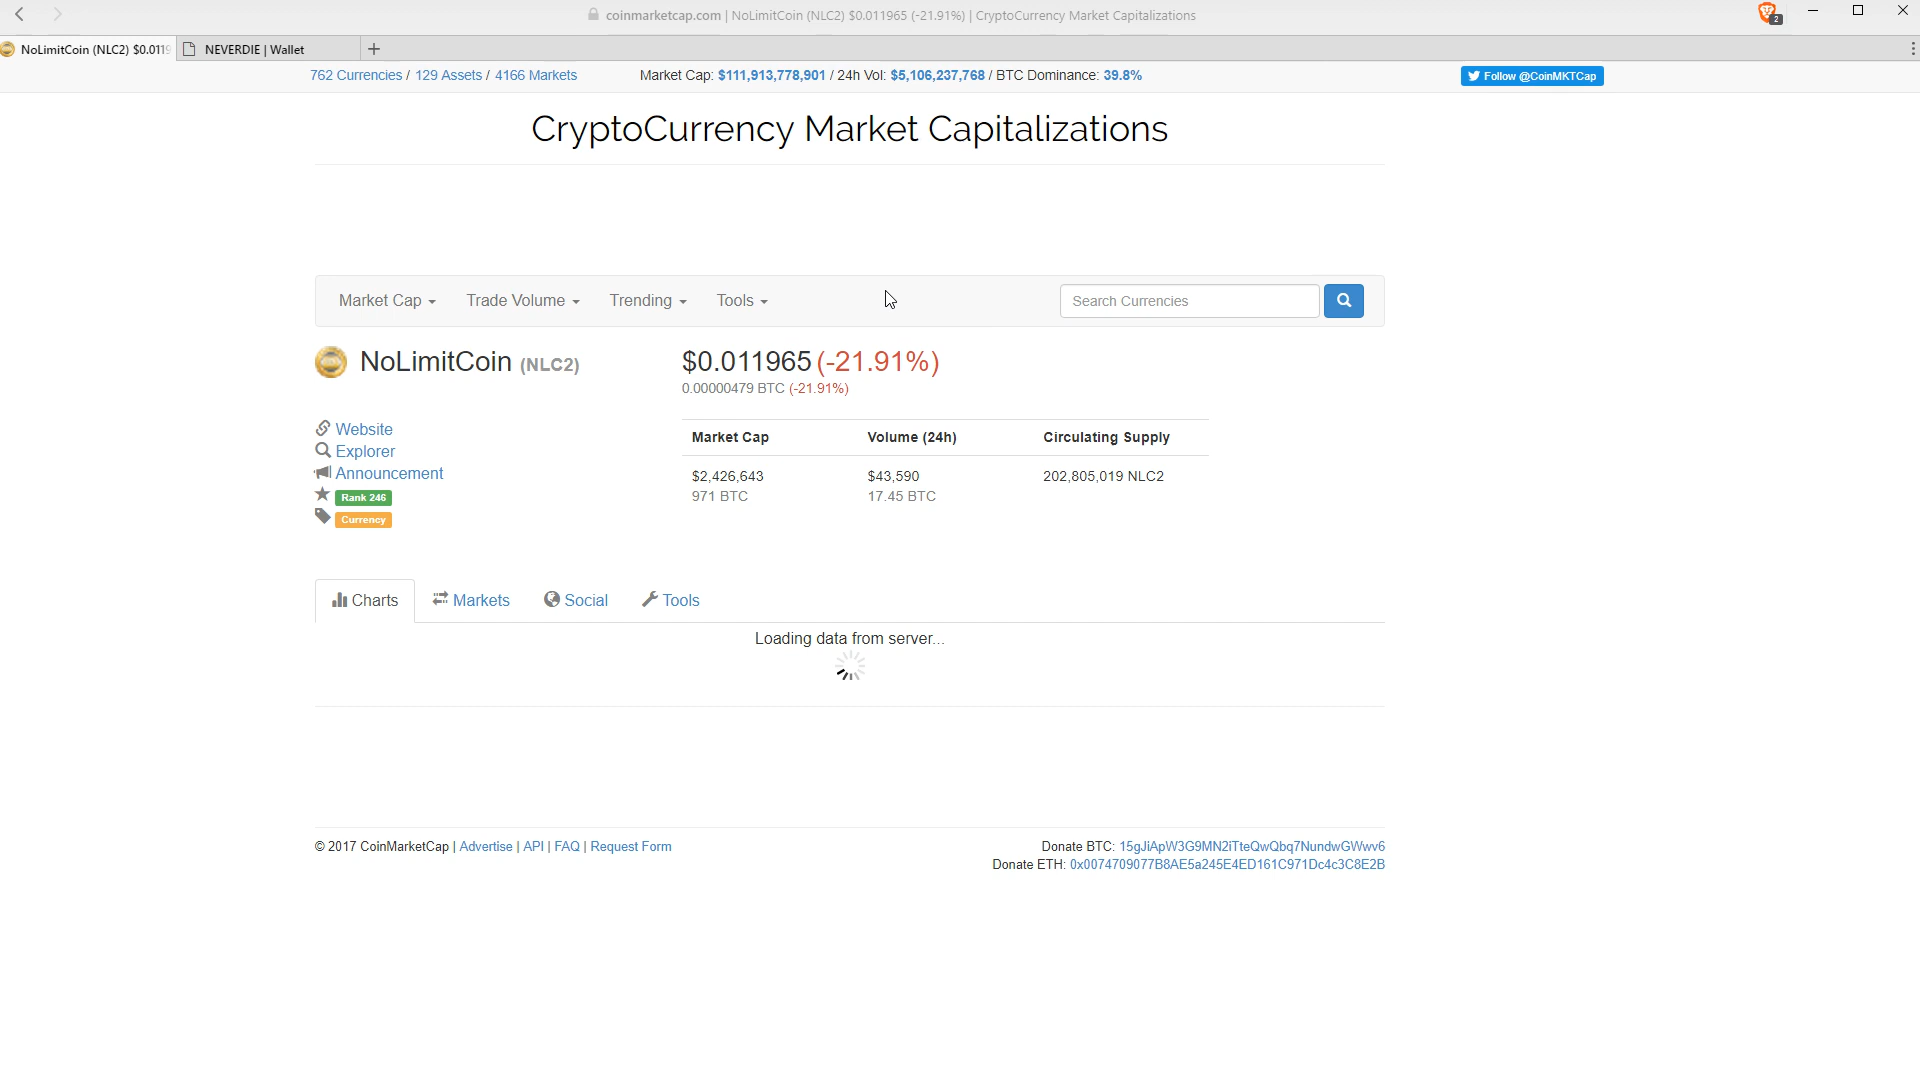 coinmarketcap.com | NoLimitCoin (NLC2) $0.011965 (-21.91%) | CryptoCurrency Market Capitalizations
2
NoLimitCoin (NLC2) $0.0119
NEVERDIE | Wallet
762 Currencies / 129 Assets / 4166 Markets
Market Cap: $111,913,778,901 / 24h Vol: $5,106,237,768 / BTC Dominance: 39.8%
Follow @CoinMKTCap
CryptoCurrency Market Capitalizations
Market Cap
Trade Volume
Trending
Tools
Search Currencies
NoLimitCoin (NLC2)
$0.011965 (-21.91%)
0.00000479 BTC (-21.91%)
Website
Explorer
Announcement
Rank 246
Currency
Market Cap Volume (24h) Circulating Supply
$2,426,643 $43,590 202,805,019 NLC2
971 BTC 17.45 BTC
Charts
Markets
Social
Tools
Loading data from server...
© 2017 CoinMarketCap | Advertise | API | FAQ | Request Form
Donate BTC: 15gJiApW3G9MN2iTteQwQbq7NundwGWwv6
Donate ETH: 0x0074709077B8AE5a245E4ED161C971Dc4c3C8E2B